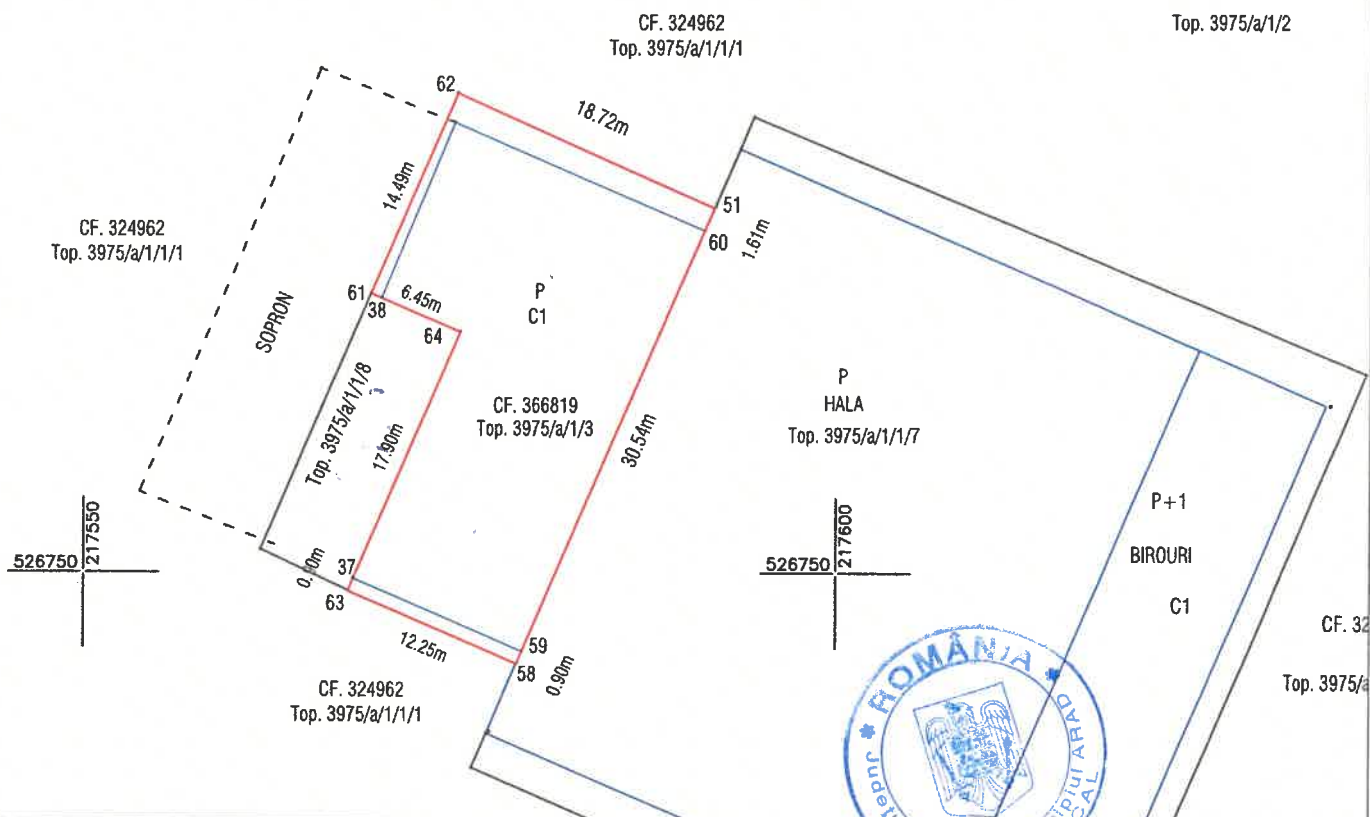 CF. 324962
Top. 3975/a/1/1/1
Top. 3975/a/1/2
62
18.72m
14.49m
51
60
1.61m
CF. 324962
Top. 3975/a/1/1/1
SOPRON
61
38
6.45m
64
P
C1
Top. 3975/a/1/1/8
17.90m
CF. 366819
Top. 3975/a/1/3
30.54m
P
HALA
Top. 3975/a/1/1/7
P+1
BIROURI
C1
526750
217550
526750
217600
0.90m
37
63
12.25m
59
58
0.90m
CF. 324962
Top. 3975/a/1/1/1
CF. 32
Top. 3975/a
ROMÂNIA
ARAD